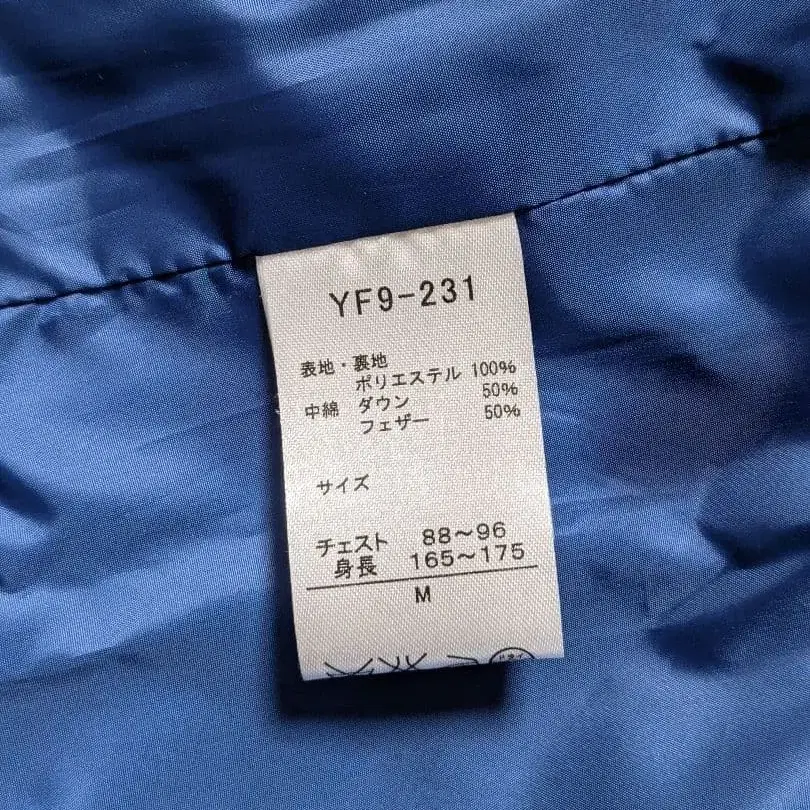 YF9-231
表地・裏地
ポリエステル 100%
中綿 ダウン 50%
フェザー 50%
サイズ
チェスト 88〜96
身長 165〜175
M